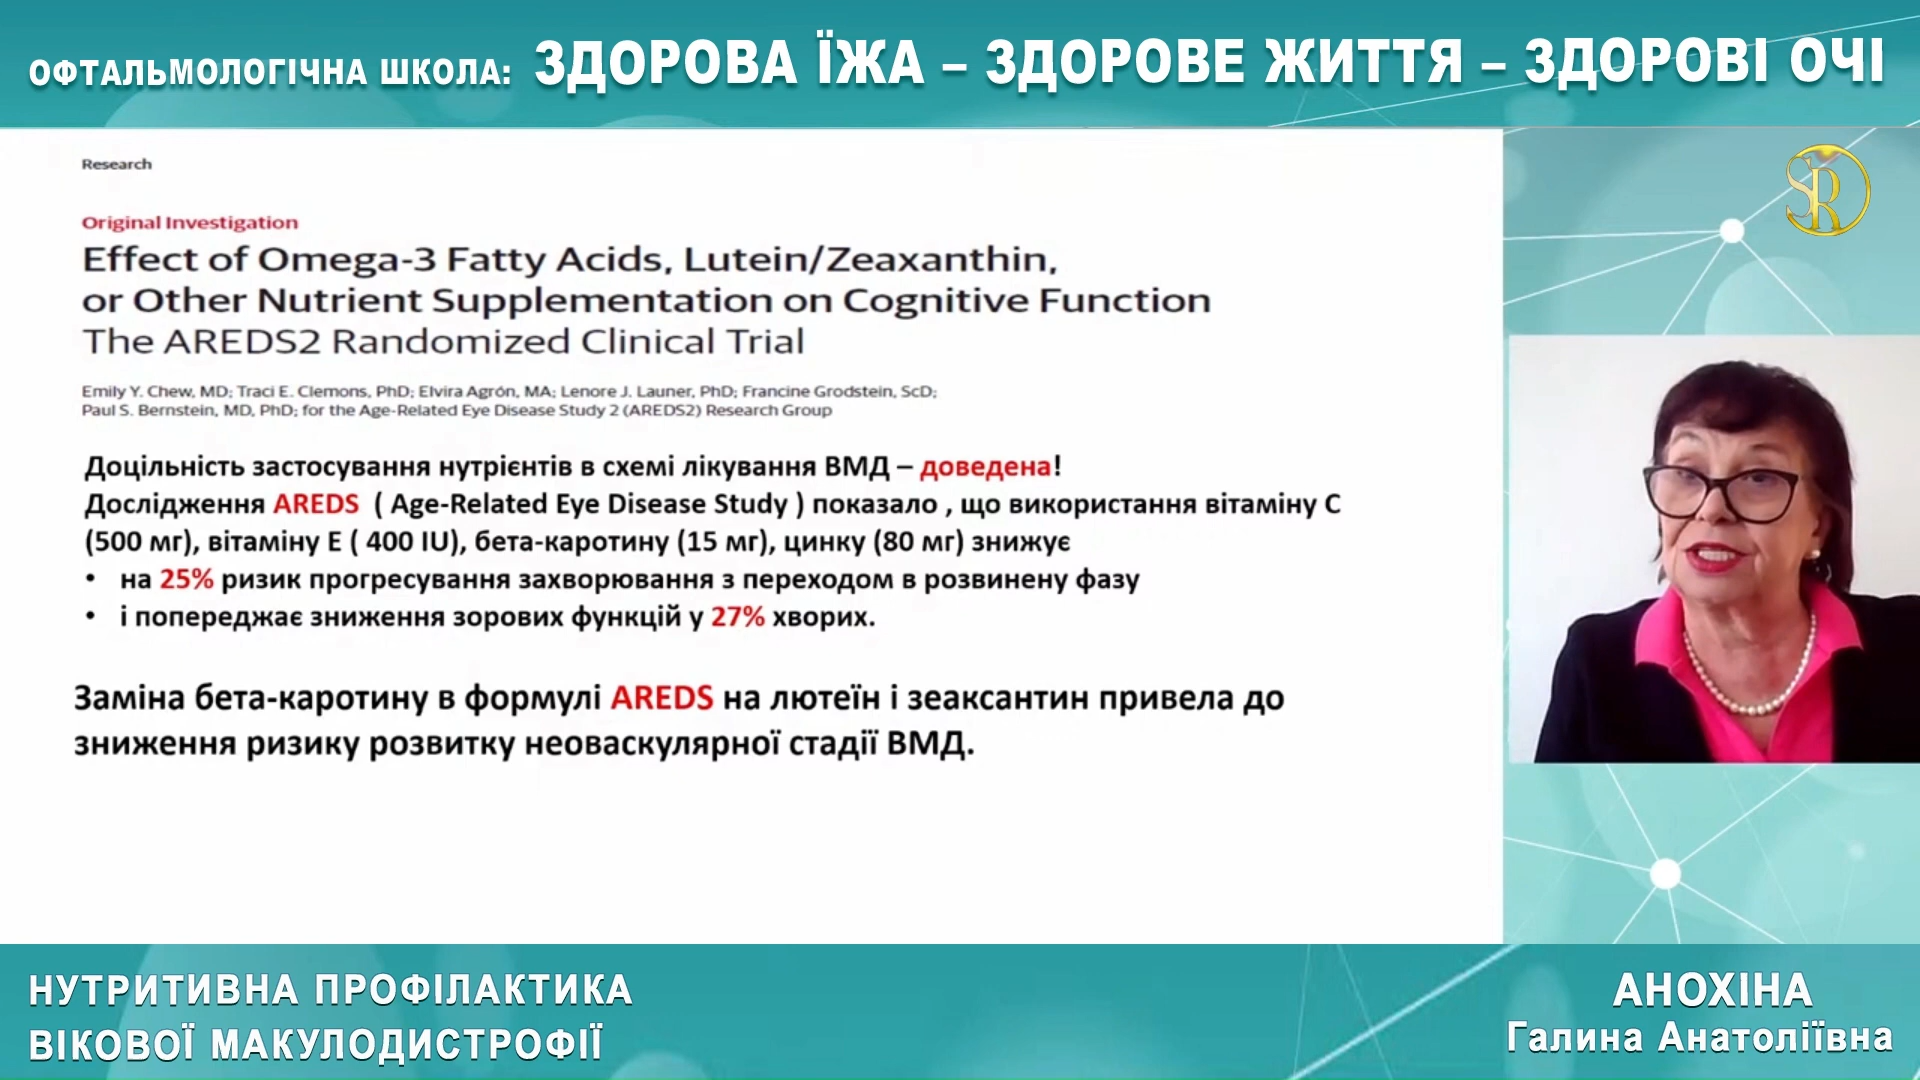 ОФТАЛЬМОЛОГІЧНА ШКОЛА: ЗДОРОВА ЇЖА – ЗДОРОВЕ ЖИТТЯ – ЗДОРОВІ ОЧІ
SR
Research
Original Investigation
Effect of Omega-3 Fatty Acids, Lutein/Zeaxanthin,
or Other Nutrient Supplementation on Cognitive Function
The AREDS2 Randomized Clinical Trial
Emily Y. Chew, MD; Traci E. Clemons, PhD; Elvira Agrón, MA; Lenore J. Launer, PhD; Francine Grodstein, ScD;
Paul S. Bernstein, MD, PhD; for the Age-Related Eye Disease Study 2 (AREDS2) Research Group
Доцільність застосування нутрієнтів в схемі лікування ВМД – доведена!
Дослідження AREDS ( Age-Related Eye Disease Study ) показало , що використання вітаміну С
(500 мг), вітаміну Е ( 400 IU), бета-каротину (15 мг), цинку (80 мг) знижує
• на 25% ризик прогресування захворювання з переходом в розвинену фазу
• і попереджає зниження зорових функцій у 27% хворих.
Заміна бета-каротину в формулі AREDS на лютеїн і зеаксантин привела до
зниження ризику розвитку неоваскулярної стадії ВМД.
НУТРИТИВНА ПРОФІЛАКТИКА
ВІКОВОЇ МАКУЛОДИСТРОФІЇ
АНОХІНА
Галина Анатоліївна